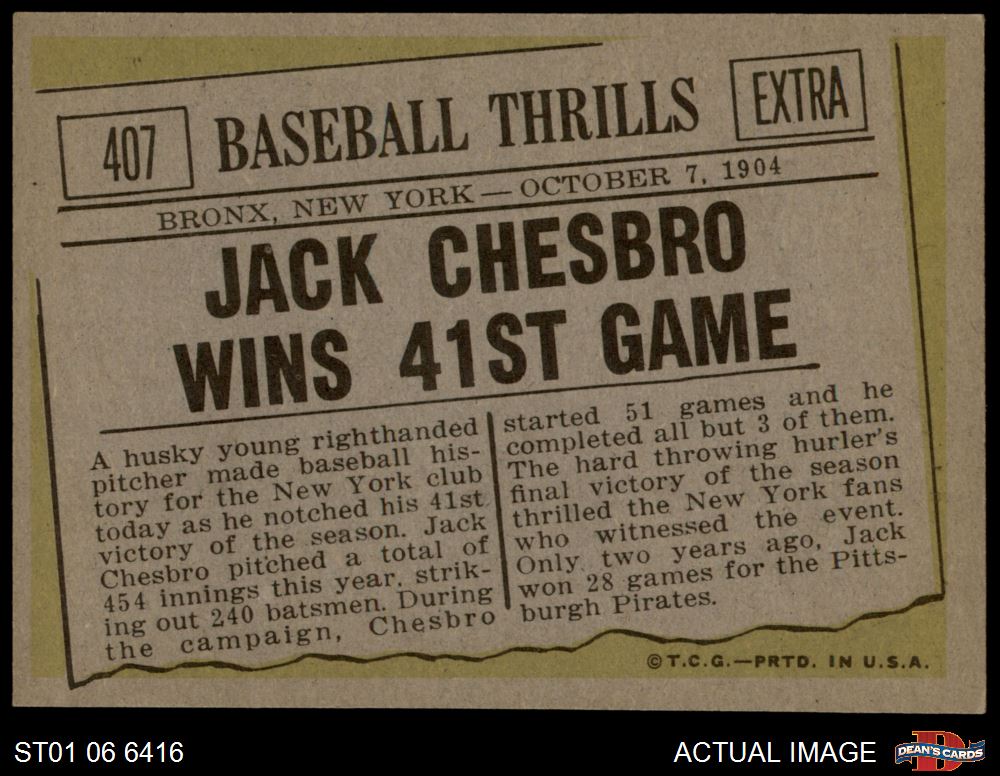 407
BASEBALL THRILLS
EXTRA
BRONX, NEW YORK — OCTOBER 7, 1904
JACK CHESBRO
WINS 41ST GAME
A husky young righthanded
pitcher made baseball his-
tory for the New York club
today as he notched his 41st
victory of the season. Jack
Chesbro pitched a total of
454 innings this year, strik-
ing out 240 batsmen. During
the campaign, Chesbro
started 51 games and he
completed all but 3 of them.
The hard throwing hurler's
final victory of the season
thrilled the New York fans
who witnessed the event.
Only two years ago, Jack
won 28 games for the Pitts-
burgh Pirates.
© T.C.G.—PRTD. IN U.S.A.
ST01 06 6416
ACTUAL IMAGE
D
DEAN'S CARDS